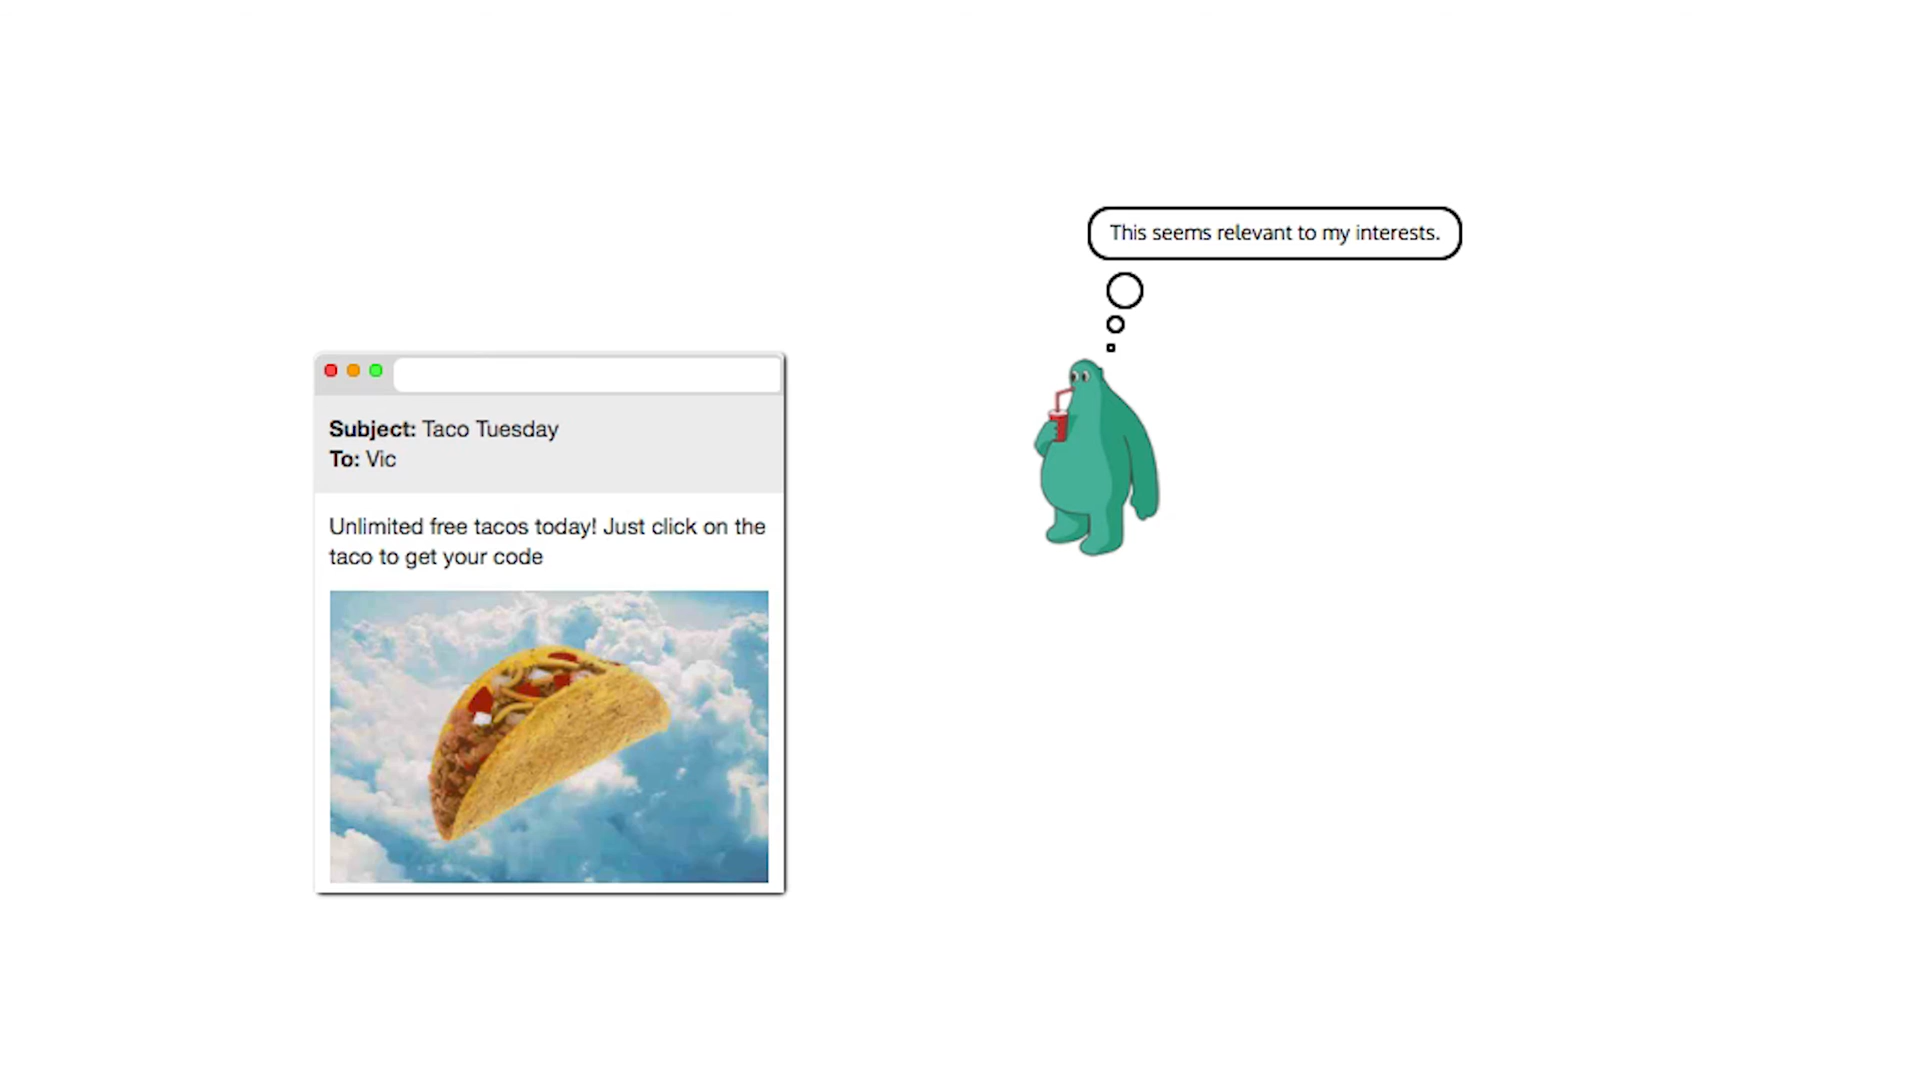 This seems relevant to my interests.
Subject: Taco Tuesday
To: Vic
Unlimited free tacos today! Just click on the
taco to get your code